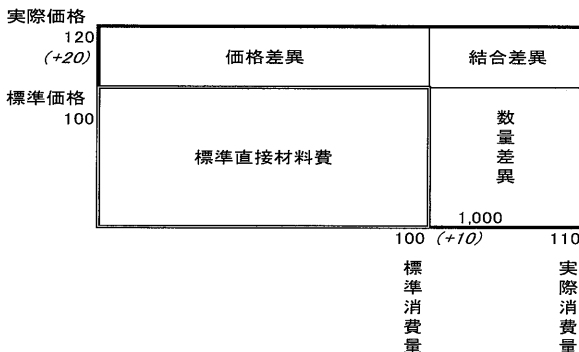 実際価格
120
(+20)
価格差異
結合差異
標準価格
100
標準直接材料費
数量差異
1,000
100 (+10) 110
標準消費量
実際消費量